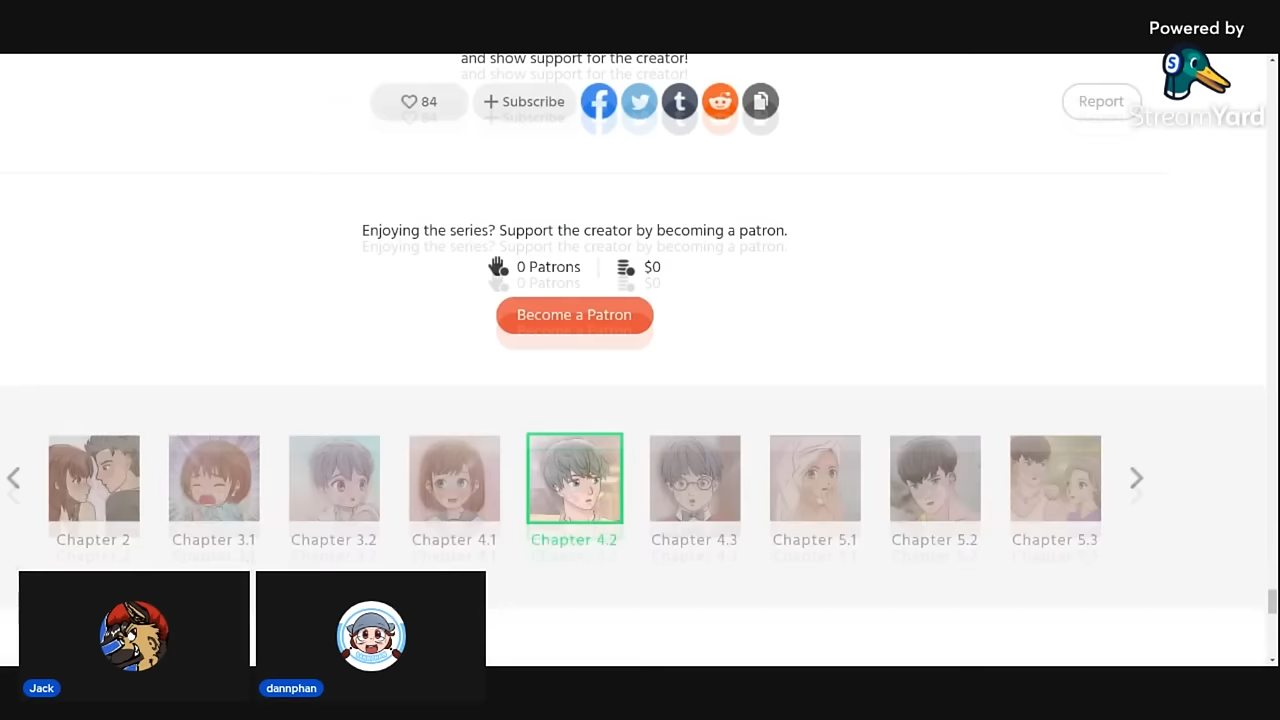 Powered by
StreamYard
and show support for the creator!
84
Subscribe
Report
Enjoying the series? Support the creator by becoming a patron.
0 Patrons
$0
Become a Patron
Chapter 2
Chapter 3.1
Chapter 3.2
Chapter 4.1
Chapter 4.2
Chapter 4.3
Chapter 5.1
Chapter 5.2
Chapter 5.3
Jack
dannphan